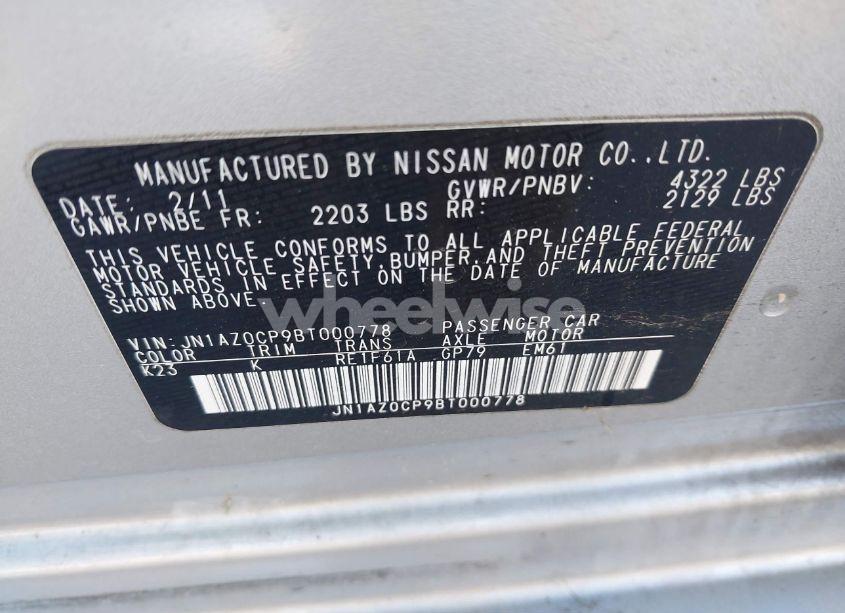 MANUFACTURED BY NISSAN MOTOR CO.,LTD.
DATE: 2/11 GVWR/PNBV: 4322 LBS
GAWR/PNBE FR: 2203 LBS RR: 2129 LBS
THIS VEHICLE CONFORMS TO ALL APPLICABLE FEDERAL
MOTOR VEHICLE SAFETY,BUMPER,AND THEFT PREVENTION
STANDARDS IN EFFECT ON THE DATE OF MANUFACTURE
SHOWN ABOVE.
wheelwise
VIN:JN1AZ0CP9BT000778 PASSENGER CAR
COLOR TRIM TRANS AXLE MOTOR
K23 K RE1F61A GP79 EM61
JN1AZ0CP9BT000778